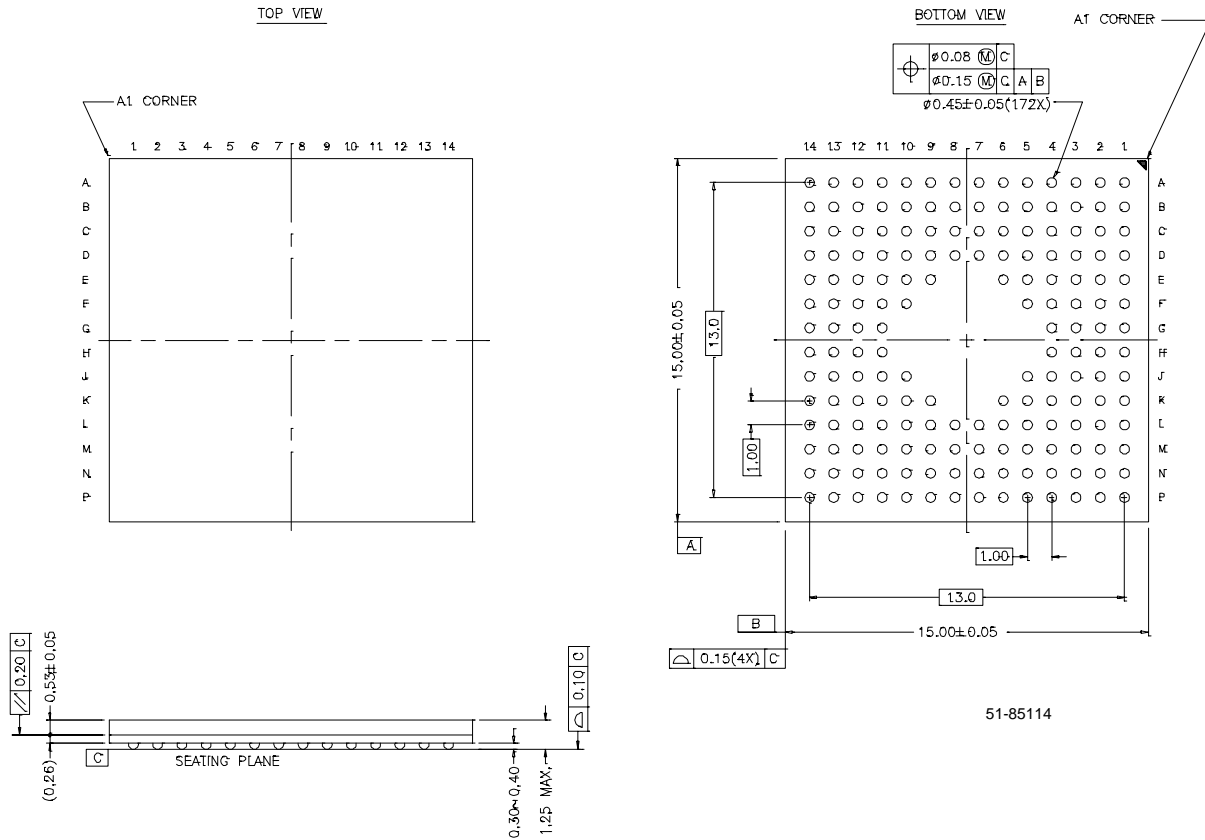 TOP VIEW
A1 CORNER
1 2 3 4 5 6 7 8 9 10 11 12 13 14
A
B
C
D
E
F
G
H
J
K
L
M
N
P
BOTTOM VIEW
A1 CORNER
ø0.08 Ⓜ C
ø0.15 Ⓜ C A B
ø0.45±0.05(172X)
14 13 12 11 10 9 8 7 6 5 4 3 2 1
A
B
C
D
E
F
G
H
J
K
L
M
N
P
15.00±0.05
13.0
1.00
A
1.00
13.0
B
15.00±0.05
0.15(4X) C
0.20 C
0.53±0.05
(0.26)
C
SEATING PLANE
0.30~0.40
1.25 MAX.
0.10 C
51-85114